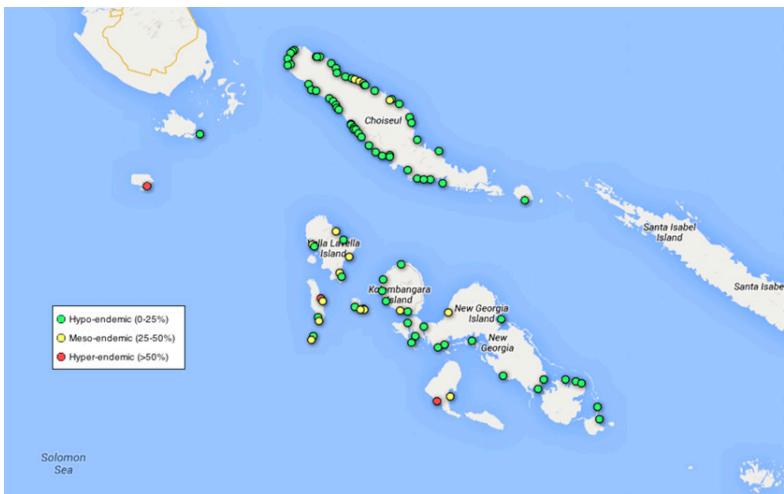 Choiseul
Santa Isabel
Island
Santa Isabe
Vella Lavella
Island
Kolombangara
Island
New Georgia
Island
New
Georgia
Hypo-endemic (0-25%)
Meso-endemic (25-50%)
Hyper-endemic (>50%)
Solomon
Sea